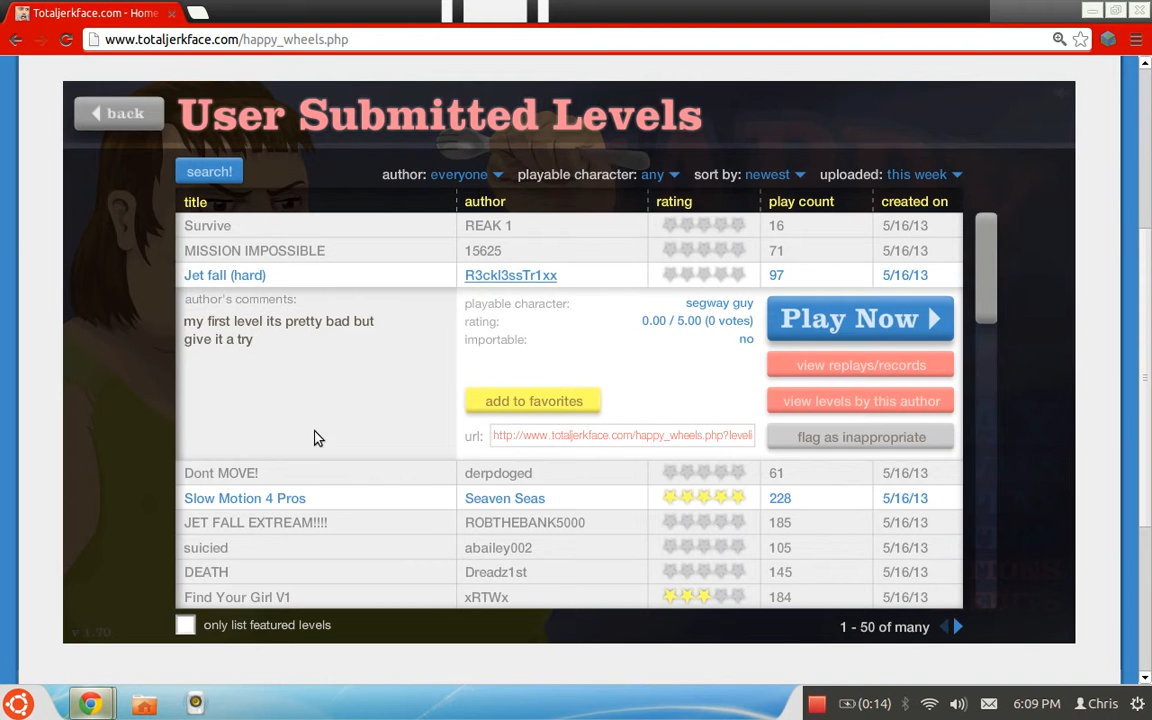 Totaljerkface.com - Home
www.totaljerkface.com/happy_wheels.php
back
User Submitted Levels
search!
author: everyone playable character: any sort by: newest uploaded: this week
title author rating play count created on
Survive REAK 1 16 5/16/13
MISSION IMPOSSIBLE 15625 71 5/16/13
Jet fall (hard) R3ckl3ssTr1xx 97 5/16/13
author's comments:
my first level its pretty bad but
give it a try
playable character: segway guy
rating: 0.00 / 5.00 (0 votes)
importable: no
Play Now
view replays/records
add to favorites
view levels by this author
url: http://www.totaljerkface.com/happy_wheels.php?leveli
flag as inappropriate
Dont MOVE! derpdoged 61 5/16/13
Slow Motion 4 Pros Seaven Seas 228 5/16/13
JET FALL EXTREAM!!!! ROBTHEBANK5000 185 5/16/13
suicied abailey002 105 5/16/13
DEATH Dreadz1st 145 5/16/13
Find Your Girl V1 xRTWx 184 5/16/13
v 1.70
only list featured levels
1 - 50 of many
(0:14) 6:09 PM Chris